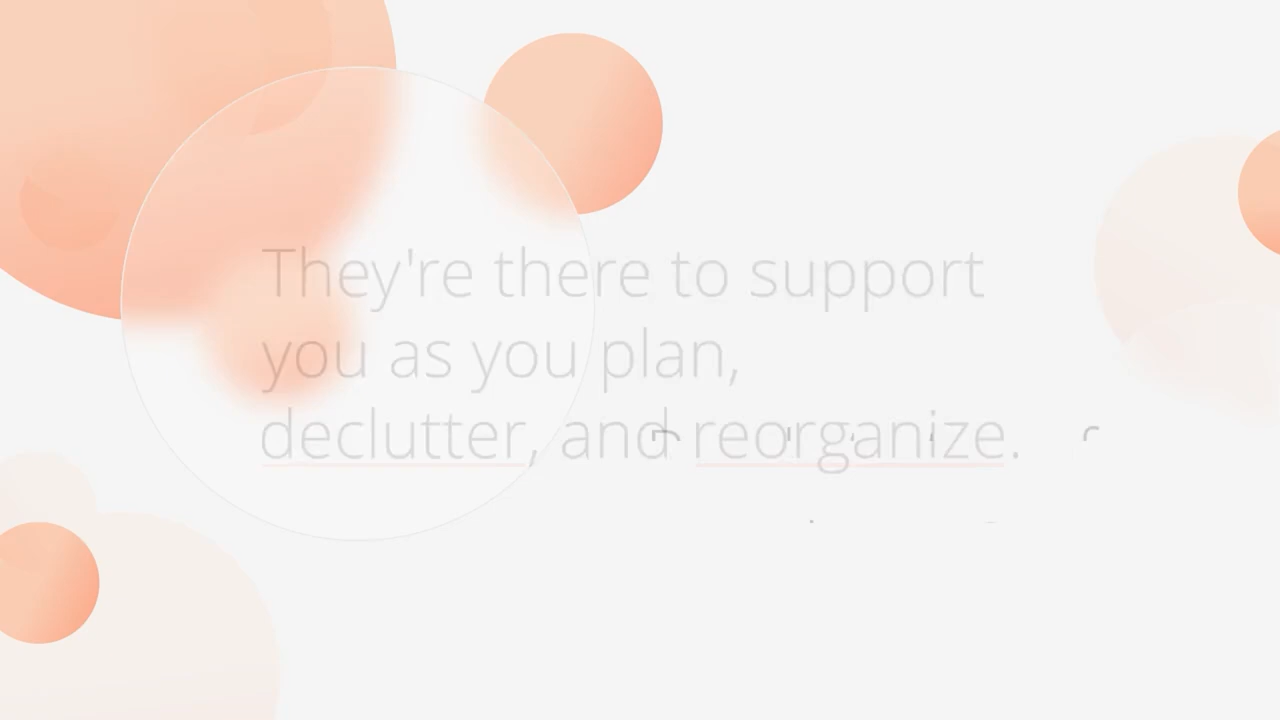 They're there to support
you as you plan,
declutter, and reorganize.